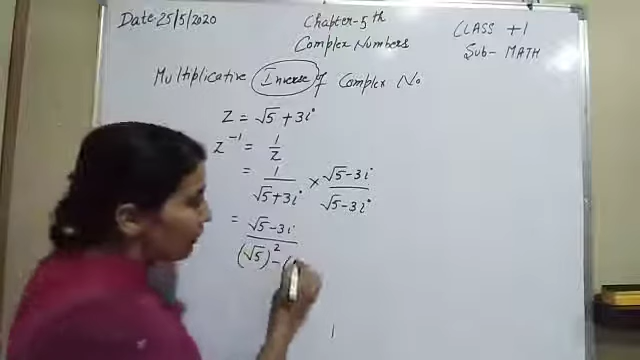 Date-25/5/2020
Chapter-5th
Complex Numbers
CLASS +1
Sub- MATH
Multiplicative Inverse of Complex No
Z = √5 + 3i
Z⁻¹ = 1/Z
= 1/(√5+3i) × (√5-3i)/(√5-3i)
= (√5-3i)/((√5)² - (